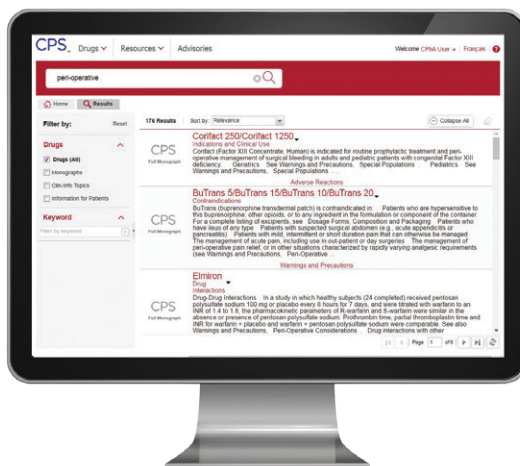 CPS Drugs Resources Advisories Welcome CPhA User Français ?
peri-operative
Home Results
Filter by: Reset
176 Results Sort by: Relevance Collapse All
Drugs
Drugs (All)
Monographs
Clin-Info Topics
Information for Patients
Keyword
Filter by keyword
CPS
Full Monograph
Corifact 250/Corifact 1250
Indications and Clinical Use
Corifact (Factor XIII Concentrate, Human) is indicated for routine prophylactic treatment and peri-
operative management of surgical bleeding in adults and pediatric patients with congenital Factor XIII
deficiency. Geriatrics See Warnings and Precautions, Special Populations . Pediatrics See
Warnings and Precautions, Special Populations ...
Adverse Reactions
CPS
Full Monograph
BuTrans 5/BuTrans 15/BuTrans 10/BuTrans 20
Contraindications
BuTrans (buprenorphine transdermal patch) is contraindicated in Patients who are hypersensitive to
this buprenorphine, other opioids, or to any ingredient in the formulation or component of the container.
For a complete listing of excipients, see Dosage Forms, Composition and Packaging Patients who
have ileus of any type Patients with suspected surgical abdomen (e.g., acute appendicitis or
pancreatitis) Patients with mild, intermittent or short duration pain that can otherwise be managed
The management of acute pain, including use in out-patient or day surgeries The management of
peri-operative pain relief, or in other situations characterized by rapidly varying analgesic requirements
(see Warnings and Precautions, Peri-Operative ...
Warnings and Precautions
CPS
Full Monograph
Elmiron
Drug
Interactions
Drug-Drug Interactions In a study in which healthy subjects (24 completed) received pentosan
polysulfate sodium 100 mg or placebo every 8 hours for 7 days, and were titrated with warfarin to an
INR of 1.4 to 1.8, the pharmacokinetic parameters of R-warfarin and S-warfarin were similar in the
absence or presence of pentosan polysulfate sodium. Prothrombin time, partial thromboplastin time and
INR for warfarin + placebo and warfarin + pentosan polysulfate sodium were comparable. See also
Warnings and Precautions, Peri-Operative Considerations . Drug interactions with other
Page 1 of 8